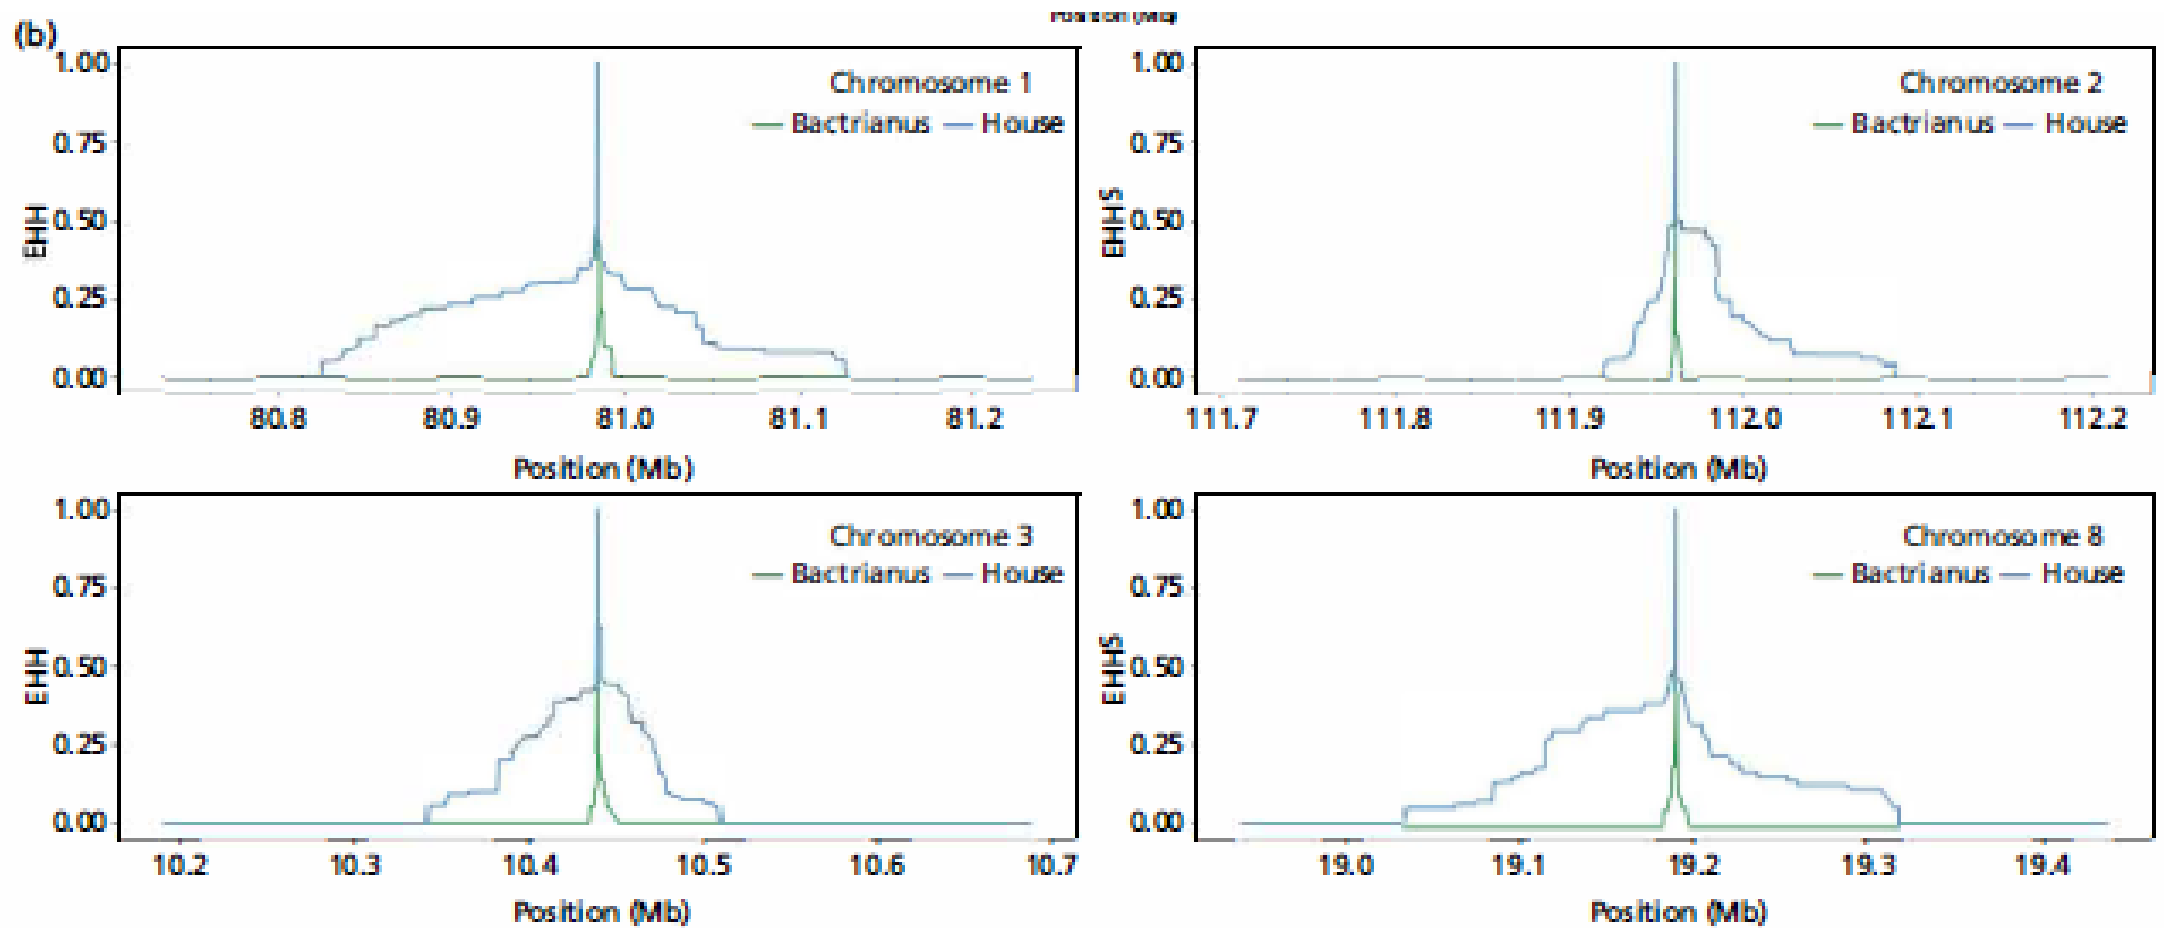 Position (Mb)
(b)
Chromosome 1
Bactrianus House
1.00
0.75
0.50
0.25
0.00
EHH
80.8 80.9 81.0 81.1 81.2
Position (Mb)
Chromosome 2
Bactrianus House
1.00
0.75
0.50
0.25
0.00
EHHS
111.7 111.8 111.9 112.0 112.1 112.2
Position (Mb)
Chromosome 3
Bactrianus House
1.00
0.75
0.50
0.25
0.00
EHH
10.2 10.3 10.4 10.5 10.6 10.7
Position (Mb)
Chromosome 8
Bactrianus House
1.00
0.75
0.50
0.25
0.00
EHHS
19.0 19.1 19.2 19.3 19.4
Position (Mb)